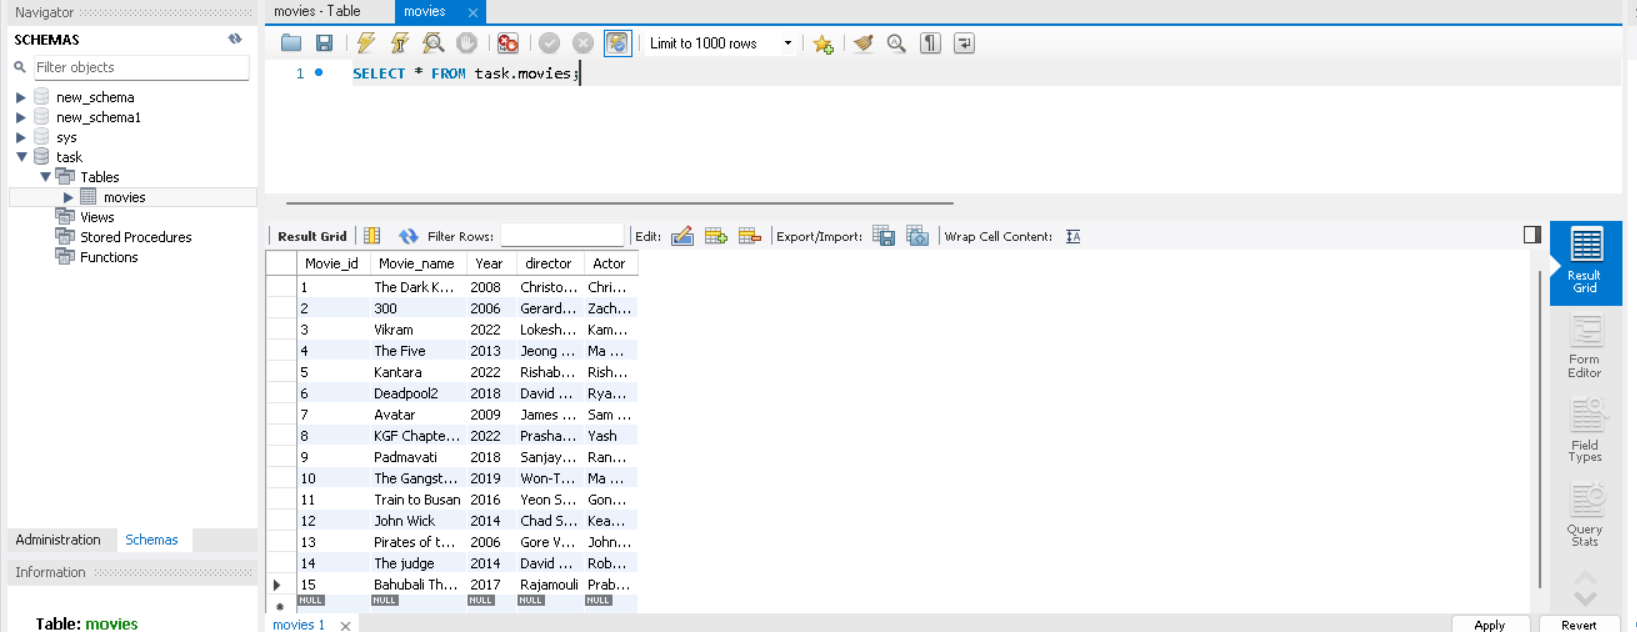 Navigator
SCHEMAS
Filter objects
new_schema
new_schema1
sys
task
Tables
movies
Views
Stored Procedures
Functions
Administration Schemas
Information
Table: movies
movies - Table movies
Limit to 1000 rows
1 SELECT * FROM task.movies;
Result Grid Filter Rows: Edit: Export/Import: Wrap Cell Content:
Movie_id Movie_name Year director Actor
1 The Dark K... 2008 Christo... Chri...
2 300 2006 Gerard... Zach...
3 Vikram 2022 Lokesh... Kam...
4 The Five 2013 Jeong ... Ma ...
5 Kantara 2022 Rishab... Rish...
6 Deadpool2 2018 David ... Rya...
7 Avatar 2009 James ... Sam ...
8 KGF Chapte... 2022 Prasha... Yash
9 Padmavati 2018 Sanjay... Ran...
10 The Gangst... 2019 Won-T... Ma ...
11 Train to Busan 2016 Yeon S... Gon...
12 John Wick 2014 Chad S... Kea...
13 Pirates of t... 2006 Gore V... John...
14 The judge 2014 David ... Rob...
15 Bahubali Th... 2017 Rajamouli Prab...
NULL NULL NULL NULL NULL
movies 1
Result
Grid
Form
Editor
Field
Types
Query
Stats
Apply Revert